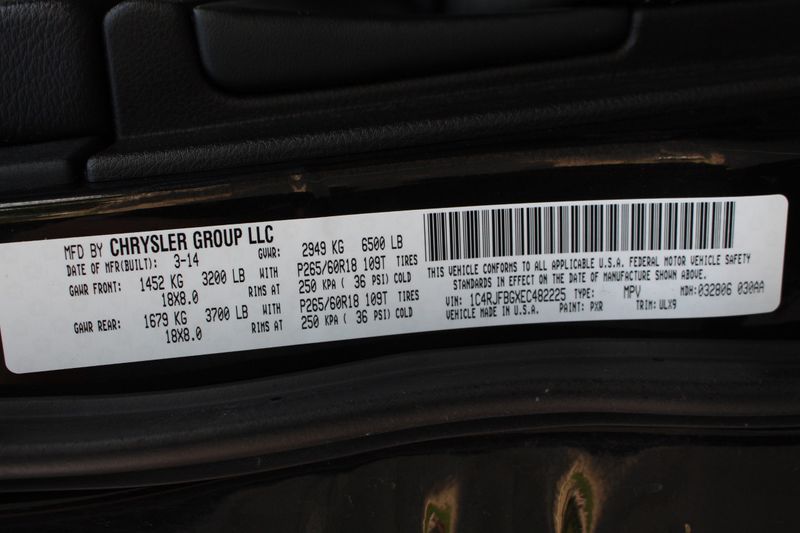 MFD BY CHRYSLER GROUP LLC
DATE OF MFR(BUILT): 3-14 GVWR: 2949 KG 6500 LB
GAWR FRONT: 1452 KG 3200 LB WITH P265/60R18 109T TIRES
18X8.0 RIMS AT 250 KPA ( 36 PSI) COLD
GAWR REAR: 1679 KG 3700 LB WITH P265/60R18 109T TIRES
18X8.0 RIMS AT 250 KPA ( 36 PSI) COLD
THIS VEHICLE CONFORMS TO ALL APPLICABLE U.S.A. FEDERAL MOTOR VEHICLE SAFETY
STANDARDS IN EFFECT ON THE DATE OF MANUFACTURE SHOWN ABOVE.
VIN: 1C4RJFBGXEC482225 TYPE: MPV MDH: 032806 030AA
VEHICLE MADE IN U.S.A. PAINT: PXR TRIM: ULX9